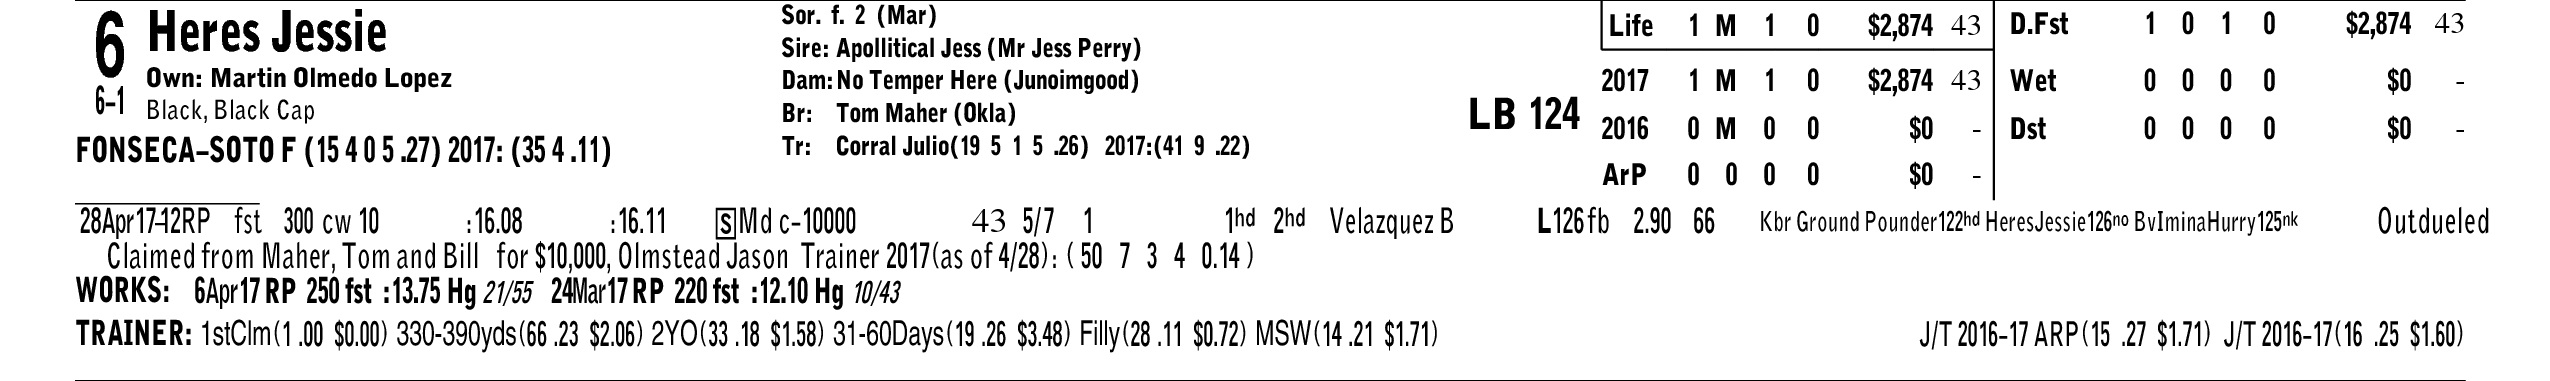 6 Heres Jessie
Own: Martin Olmedo Lopez
6-1 Black, Black Cap
FONSECA-SOTO F (15 4 0 5 .27) 2017: (35 4 .11)
Sor. f. 2 (Mar)
Sire: Apollitical Jess (Mr Jess Perry)
Dam: No Temper Here (Junoimgood)
Br: Tom Maher (Okla)
Tr: Corral Julio(19 5 1 5 .26) 2017:(41 9 .22)
LB 124
Life 1 M 1 0 $2,874 43 D.Fst 1 0 1 0 $2,874 43
2017 1 M 1 0 $2,874 43 Wet 0 0 0 0 $0 -
2016 0 M 0 0 $0 - Dst 0 0 0 0 $0 -
ArP 0 0 0 0 $0 -
28Apr17-12RP fst 300 cw 10 :16.08 :16.11 S Md c-10000 43 5/7 1 1hd 2hd Velazquez B L126 fb 2.90 66 Kbr Ground Pounder122hd HeresJessie126no BvIminaHurry125nk Outdueled
Claimed from Maher, Tom and Bill for $10,000, Olmstead Jason Trainer 2017(as of 4/28): ( 50 7 3 4 0.14 )
WORKS: 6Apr17 RP 250 fst :13.75 Hg 21/55 24Mar17 RP 220 fst :12.10 Hg 10/43
TRAINER: 1stClm(1 .00 $0.00) 330-390yds(66 .23 $2.06) 2YO(33 .18 $1.58) 31-60Days(19 .26 $3.48) Filly(28 .11 $0.72) MSW(14 .21 $1.71) J/T 2016-17 ARP(15 .27 $1.71) J/T 2016-17(16 .25 $1.60)